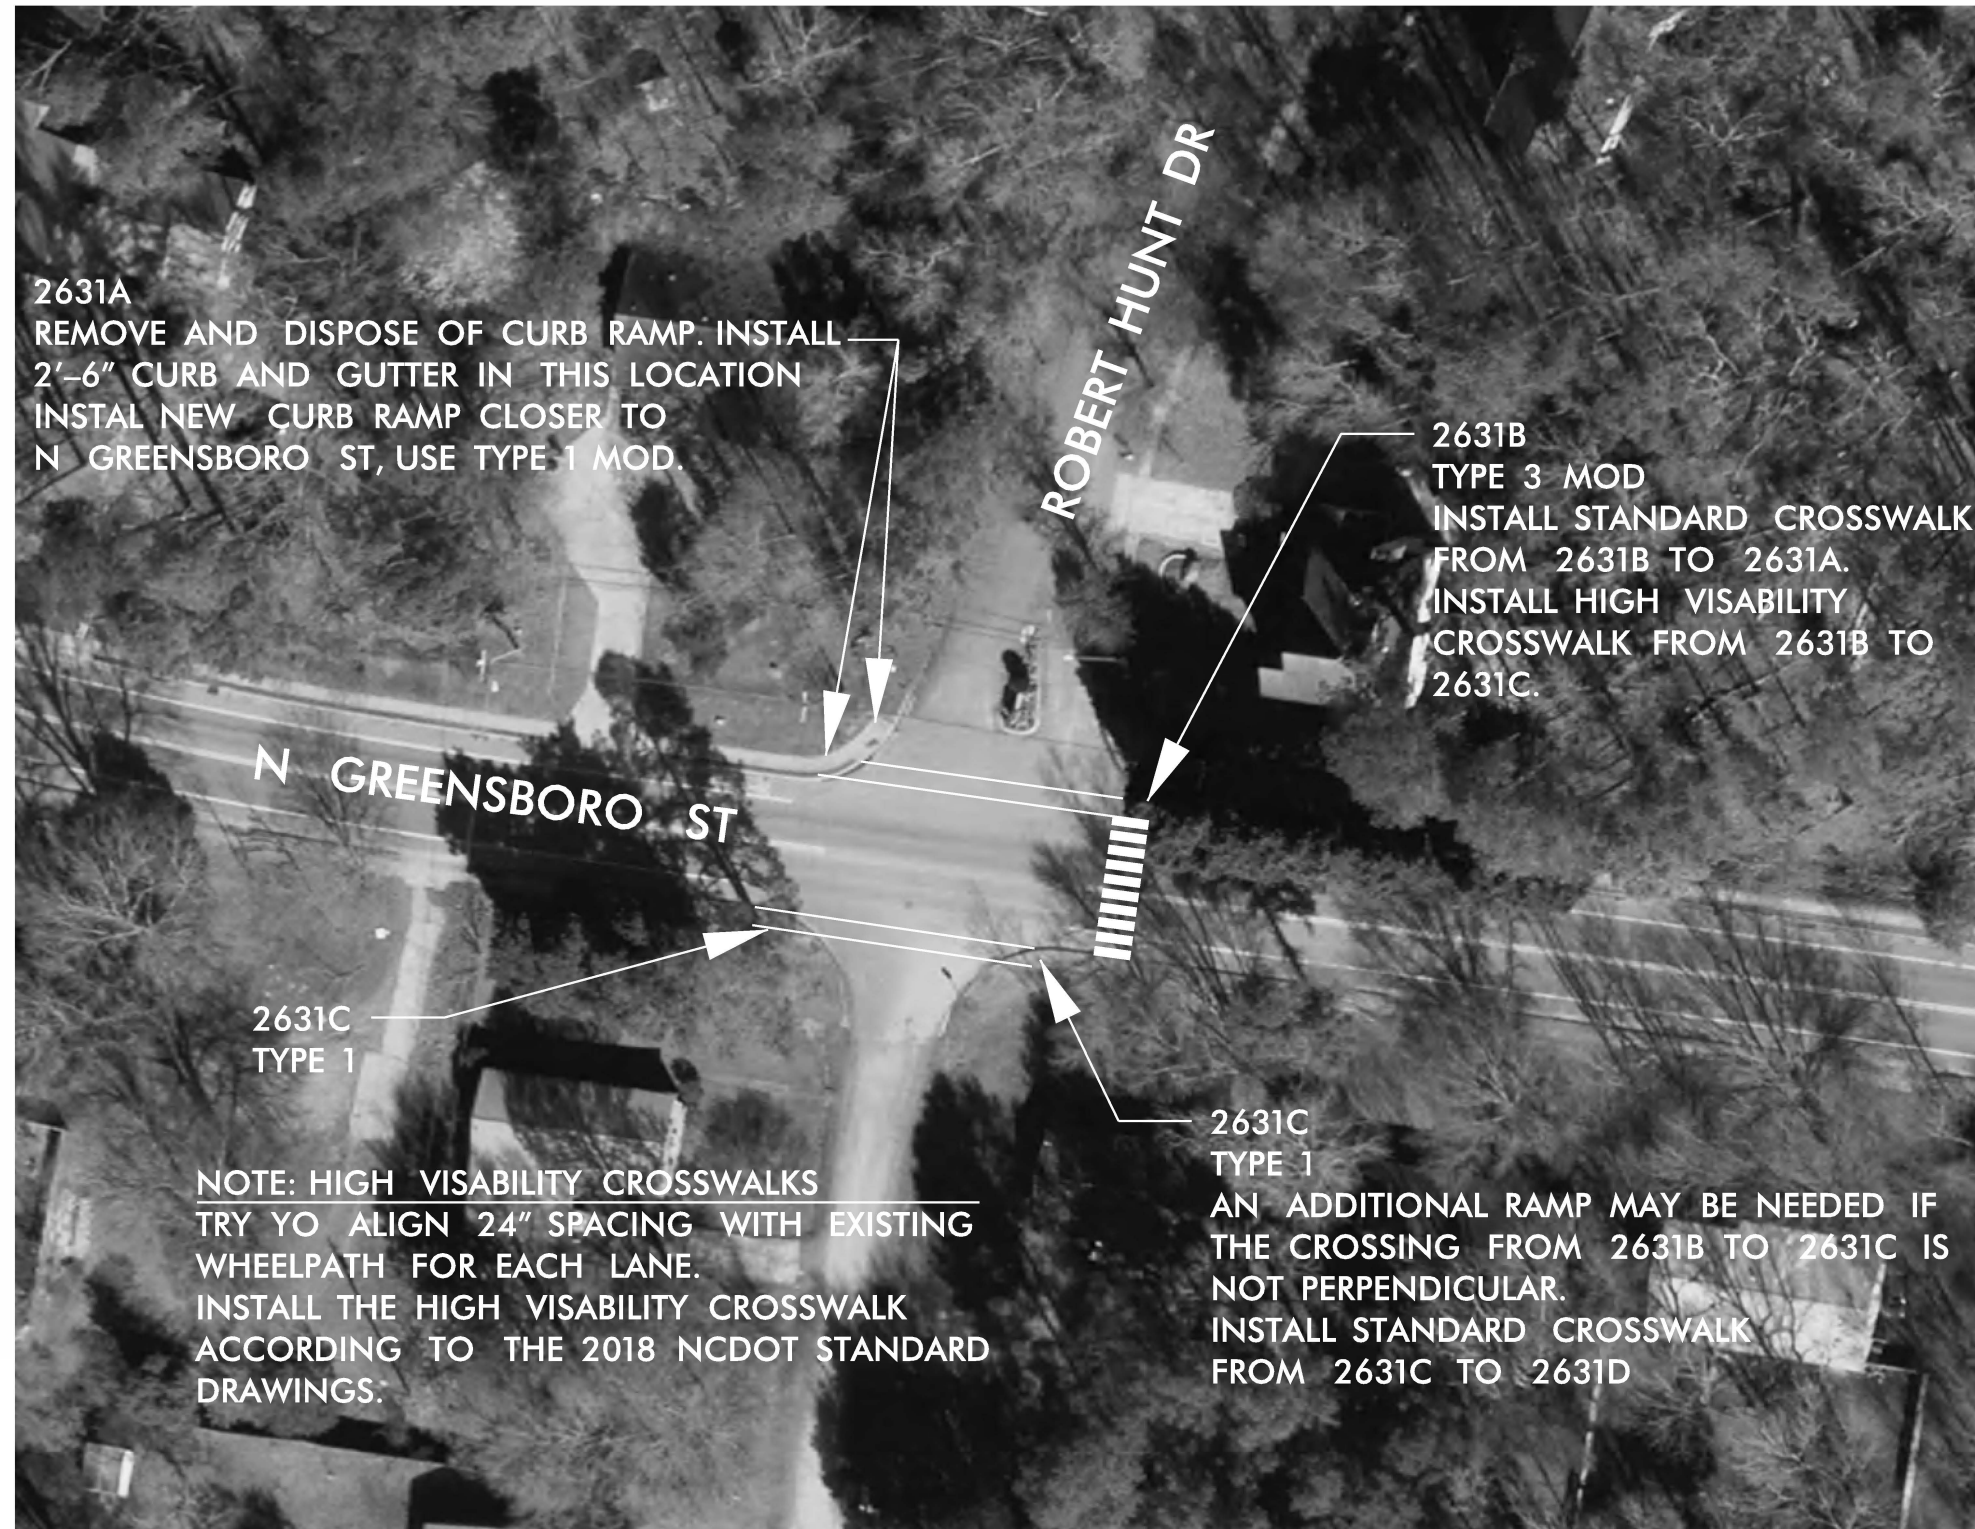 ROBERT HUNT DR
2631A
REMOVE AND DISPOSE OF CURB RAMP. INSTALL
2'–6" CURB AND GUTTER IN THIS LOCATION
INSTAL NEW CURB RAMP CLOSER TO
N GREENSBORO ST, USE TYPE 1 MOD.
2631B
TYPE 3 MOD
INSTALL STANDARD CROSSWALK
FROM 2631B TO 2631A.
INSTALL HIGH VISABILITY
CROSSWALK FROM 2631B TO
2631C.
N GREENSBORO ST
2631C
TYPE 1
2631C
TYPE 1
AN ADDITIONAL RAMP MAY BE NEEDED IF
THE CROSSING FROM 2631B TO 2631C IS
NOT PERPENDICULAR.
INSTALL STANDARD CROSSWALK
FROM 2631C TO 2631D
NOTE: HIGH VISABILITY CROSSWALKS
TRY YO ALIGN 24" SPACING WITH EXISTING
WHEELPATH FOR EACH LANE.
INSTALL THE HIGH VISABILITY CROSSWALK
ACCORDING TO THE 2018 NCDOT STANDARD
DRAWINGS.